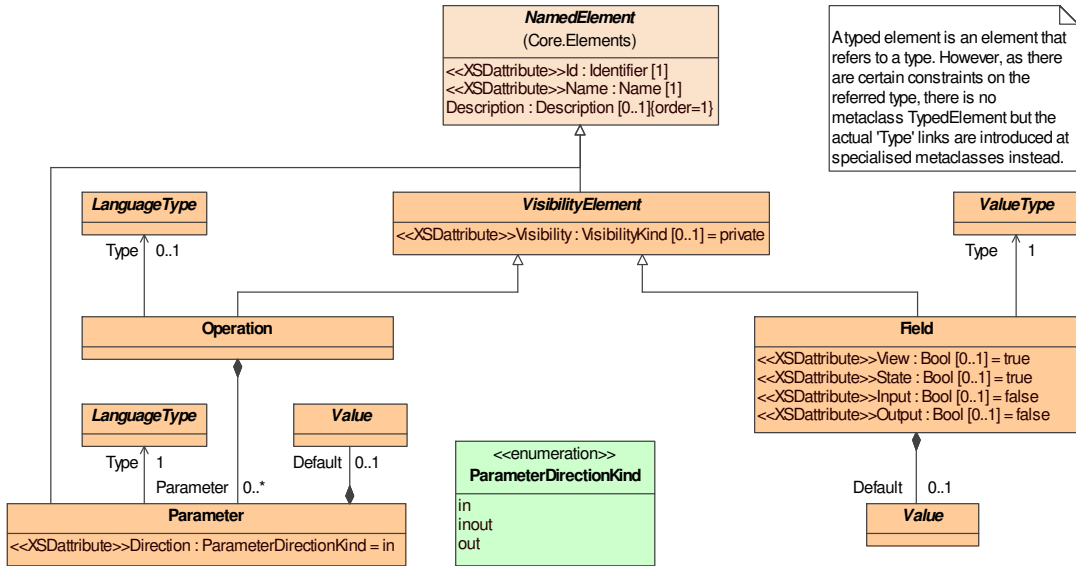 NamedElement
(Core.Elements)
<<XSDattribute>>Id : Identifier [1]
<<XSDattribute>>Name : Name [1]
Description : Description [0..1]{order=1}
A typed element is an element that
refers to a type. However, as there
are certain constraints on the
referred type, there is no
metaclass TypedElement but the
actual 'Type' links are introduced at
specialised metaclasses instead.
LanguageType
Type 0..1
VisibilityElement
<<XSDattribute>>Visibility : VisibilityKind [0..1] = private
ValueType
Type 1
Operation
Field
<<XSDattribute>>View : Bool [0..1] = true
<<XSDattribute>>State : Bool [0..1] = true
<<XSDattribute>>Input : Bool [0..1] = false
<<XSDattribute>>Output : Bool [0..1] = false
LanguageType
Type 1
Value
Default 0..1
Parameter 0..*
Parameter
<<XSDattribute>>Direction : ParameterDirectionKind = in
<<enumeration>>
ParameterDirectionKind
in
inout
out
Default 0..1
Value